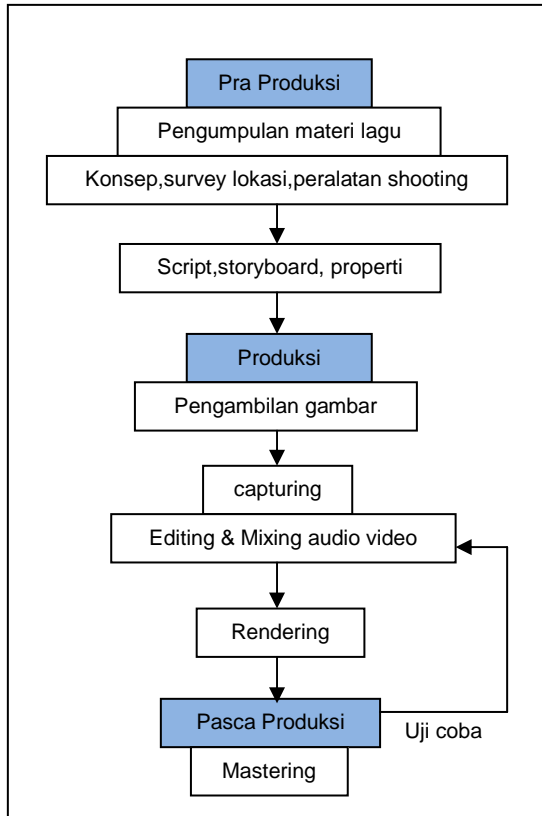 Pra Produksi
Pengumpulan materi lagu
Konsep,survey lokasi,peralatan shooting
Script,storyboard, properti
Produksi
Pengambilan gambar
capturing
Editing & Mixing audio video
Rendering
Pasca Produksi
Uji coba
Mastering